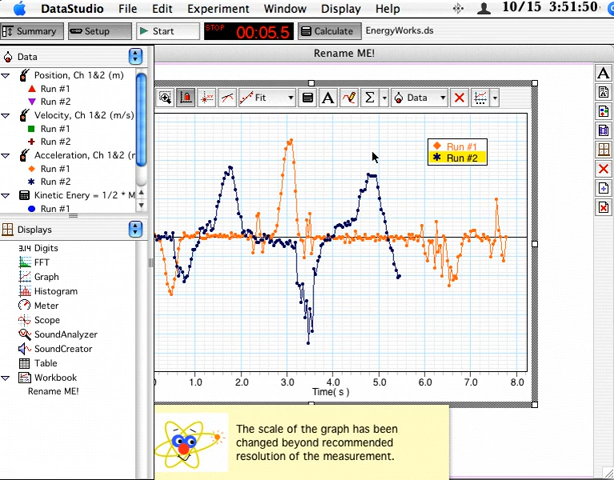 DataStudio File Edit Experiment Window Display Help 10/15 3:51:50
Summary Setup Start STOP 00:05.5 Calculate EnergyWorks.ds
Rename ME!
Data
Position, Ch 1&2 (m)
Run #1
Run #2
Velocity, Ch 1&2 (m/s)
Run #1
Run #2
Acceleration, Ch 1&2 (r
Run #1
Run #2
Kinetic Enery = 1/2 * M
Run #1
Displays
3.14 Digits
FFT
Graph
Histogram
Meter
Scope
SoundAnalyzer
SoundCreator
Table
Workbook
Rename ME!
Fit A Σ Data
Run #1
Run #2
1.0 2.0 3.0 4.0 5.0 6.0 7.0 8.0
Time( s )
The scale of the graph has been
changed beyond recommended
resolution of the measurement.
A